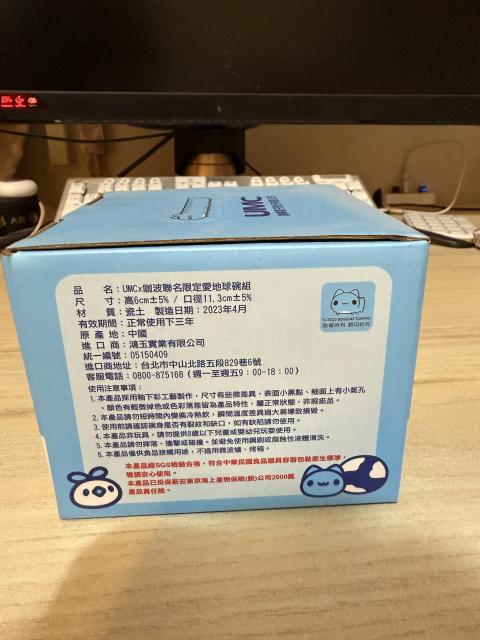 UMC
© 2023 BUGCAT CAPOO
版權所有 翻印必究
品 名：UMCx咖波聯名限定愛地球碗組
尺 寸：高6cm±5% / 口徑11.3cm±5%
材 質：瓷土 製造日期：2023年4月
有效期間：正常使用下三年
原 產 地：中國
進 口 商：鴻玉實業有限公司
統一編號：05150409
進口商地址：台北市中山北路五段829巷6號
客服電話：0800-875168（週一至週五9：00-18：00）
使用注意事項：
1.本產品採用釉下彩工藝製作，尺寸有些微差異、表面小黑點、釉面上有小氣孔
、顏色有輕微掉色或色彩落差皆為產品特性，屬正常狀態，非瑕疵品。
2.本產品請勿短時間內變換冷熱飲，瞬間溫度差異過大易導致損毀。
3.使用前請確認碗身是否有裂紋和缺口，如有缺陷請勿使用。
4.本產品非玩具，請勿提供8歲以下兒童或嬰幼兒玩耍使用。
5.本產品請勿摔落、撞擊或碰撞。並避免使用鋼刷或腐蝕性液體清洗。
6.本產品僅供食品接觸用途，不適用微波爐、烤箱。
本產品經SGS檢驗合格，符合中華民國食品器具容器包裝衛生標準，
敬請安心使用。
本產品已投保新安東京海上產物保險(股)公司2000萬
產品責任險。